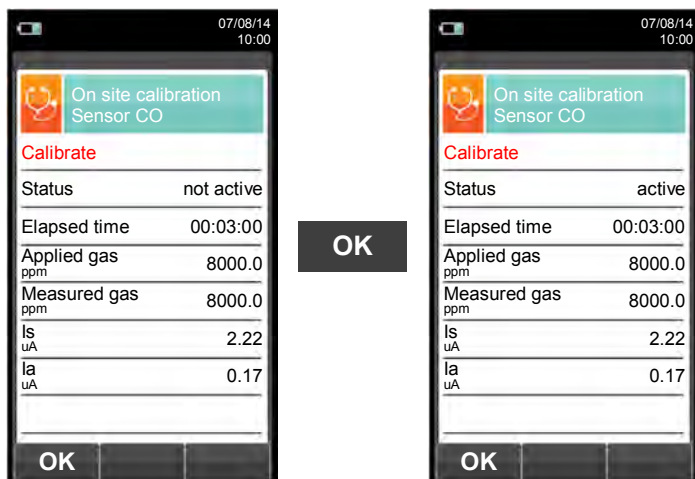 07/08/14
10:00
On site calibration
Sensor CO
Calibrate
Status not active
Elapsed time 00:03:00
Applied gas
ppm 8000.0
Measured gas
ppm 8000.0
Is
uA 2.22
Ia
uA 0.17
OK
OK
07/08/14
10:00
On site calibration
Sensor CO
Calibrate
Status active
Elapsed time 00:03:00
Applied gas
ppm 8000.0
Measured gas
ppm 8000.0
Is
uA 2.22
Ia
uA 0.17
OK